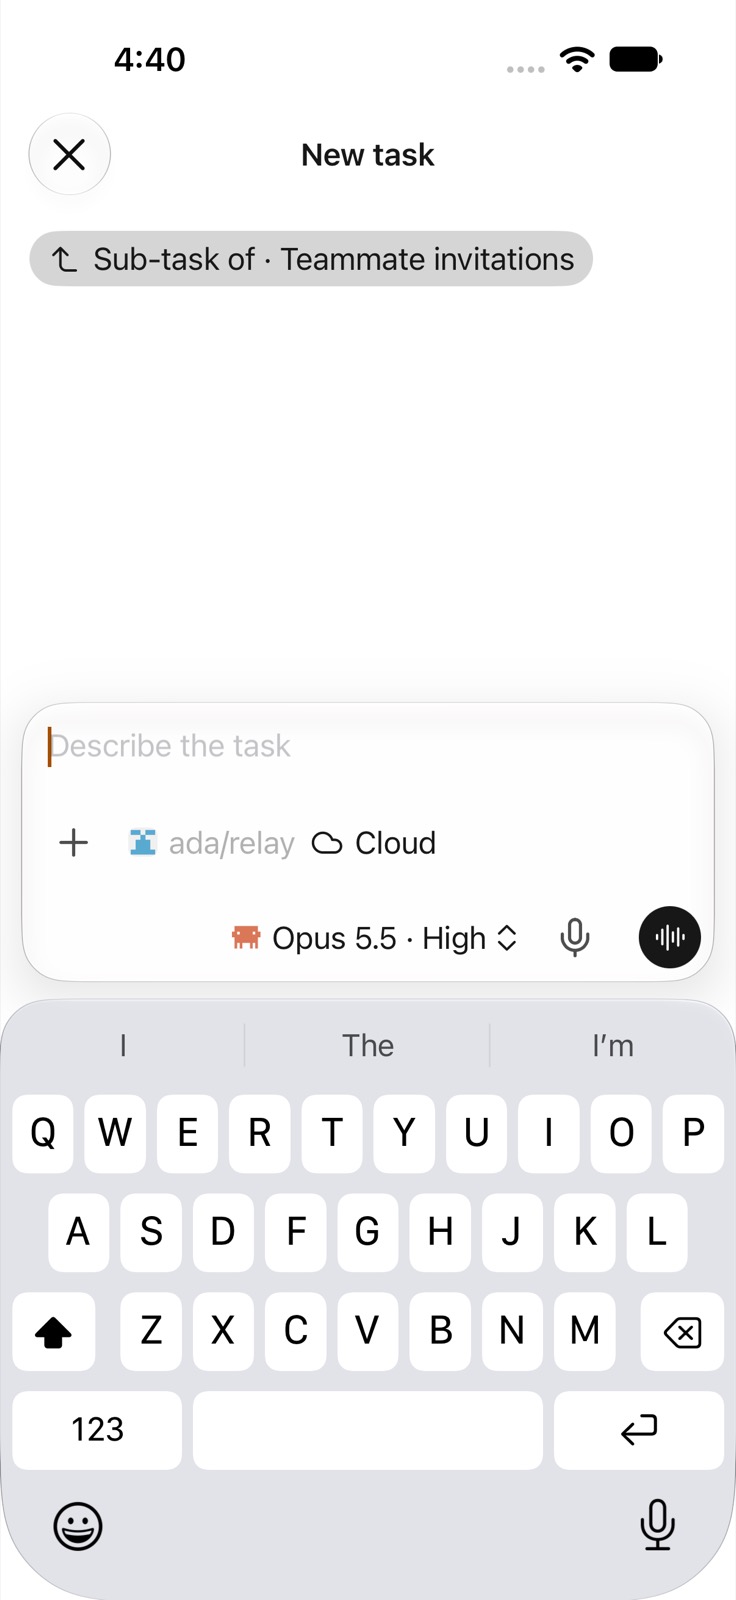 4:40
New task
Sub-task of · Teammate invitations
Describe the task
ada/relay Cloud
Opus 5.5 · High
I The I’m
Q W E R T Y U I O P
A S D F G H J K L
Z X C V B N M
123